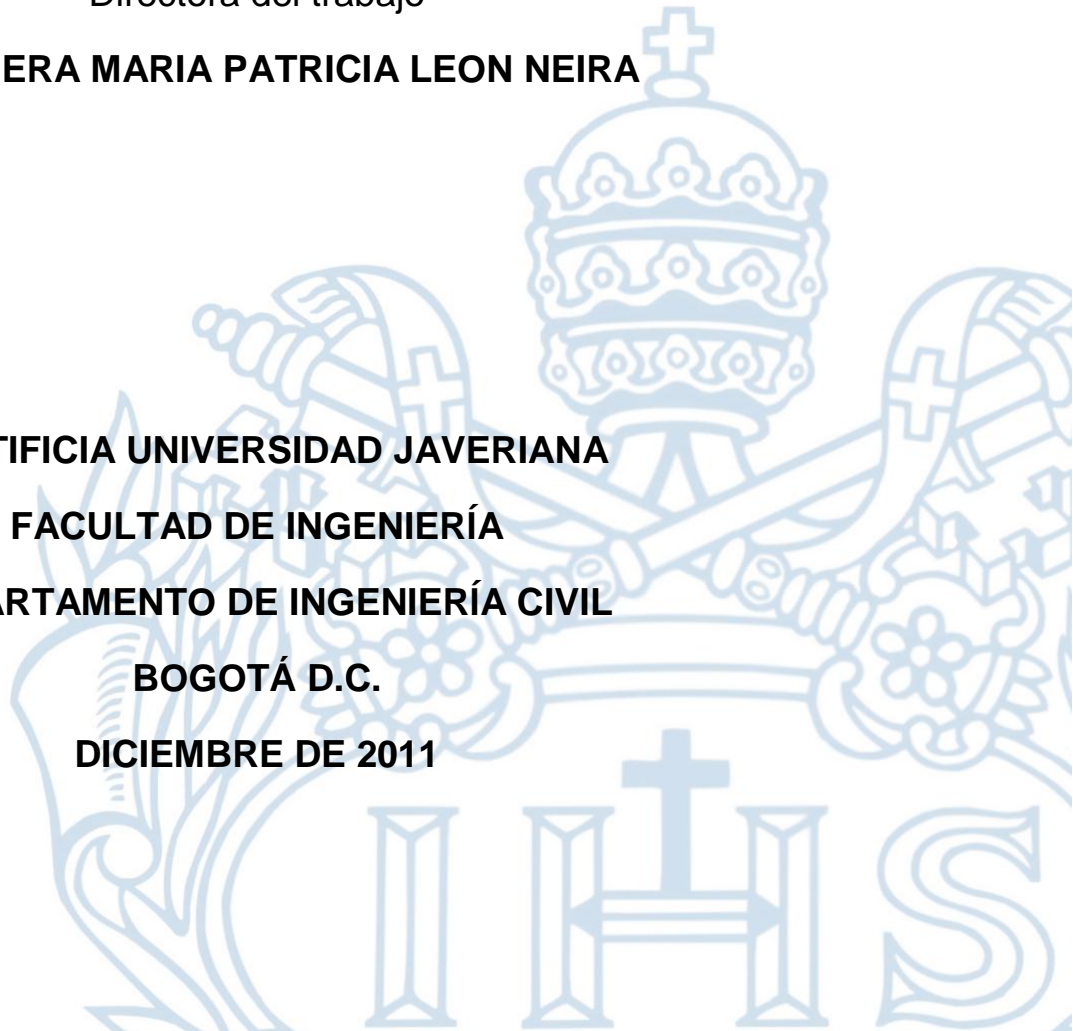 Directora del trabajo
ERA MARIA PATRICIA LEON NEIRA
TIFICIA UNIVERSIDAD JAVERIANA
FACULTAD DE INGENIERÍA
ARTAMENTO DE INGENIERÍA CIVIL
BOGOTÁ D.C.
DICIEMBRE DE 2011
IHS